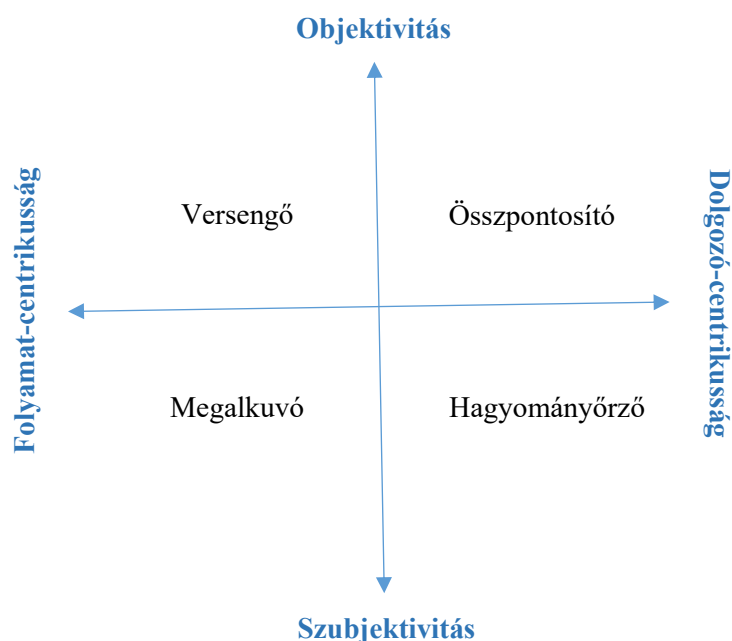 Objektivitás
Folyamat-centrikusság
Versengő
Összpontosító
Dolgozó-centrikusság
Megalkuvó
Hagyományőrző
Szubjektivitás